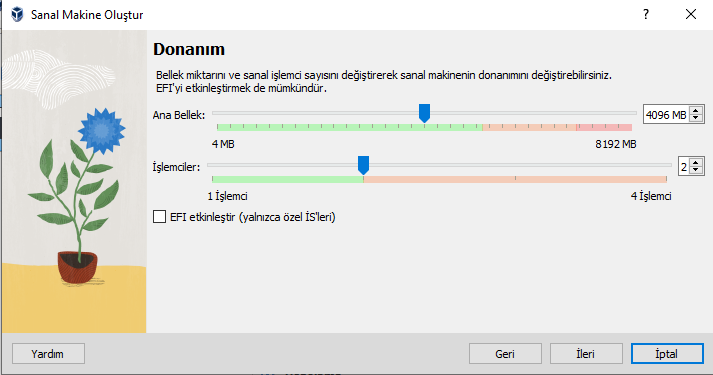 Sanal Makine Oluştur
Donanım
Bellek miktarını ve sanal işlemci sayısını değiştirerek sanal makinenin donanımını değiştirebilirsiniz.
EFI'yi etkinleştirmek de mümkündür.
Ana Bellek:
4096 MB
4 MB
8192 MB
İşlemciler:
2
1 İşlemci
4 İşlemci
EFI etkinleştir (yalnızca özel İS'leri)
Yardım
Geri
İleri
İptal